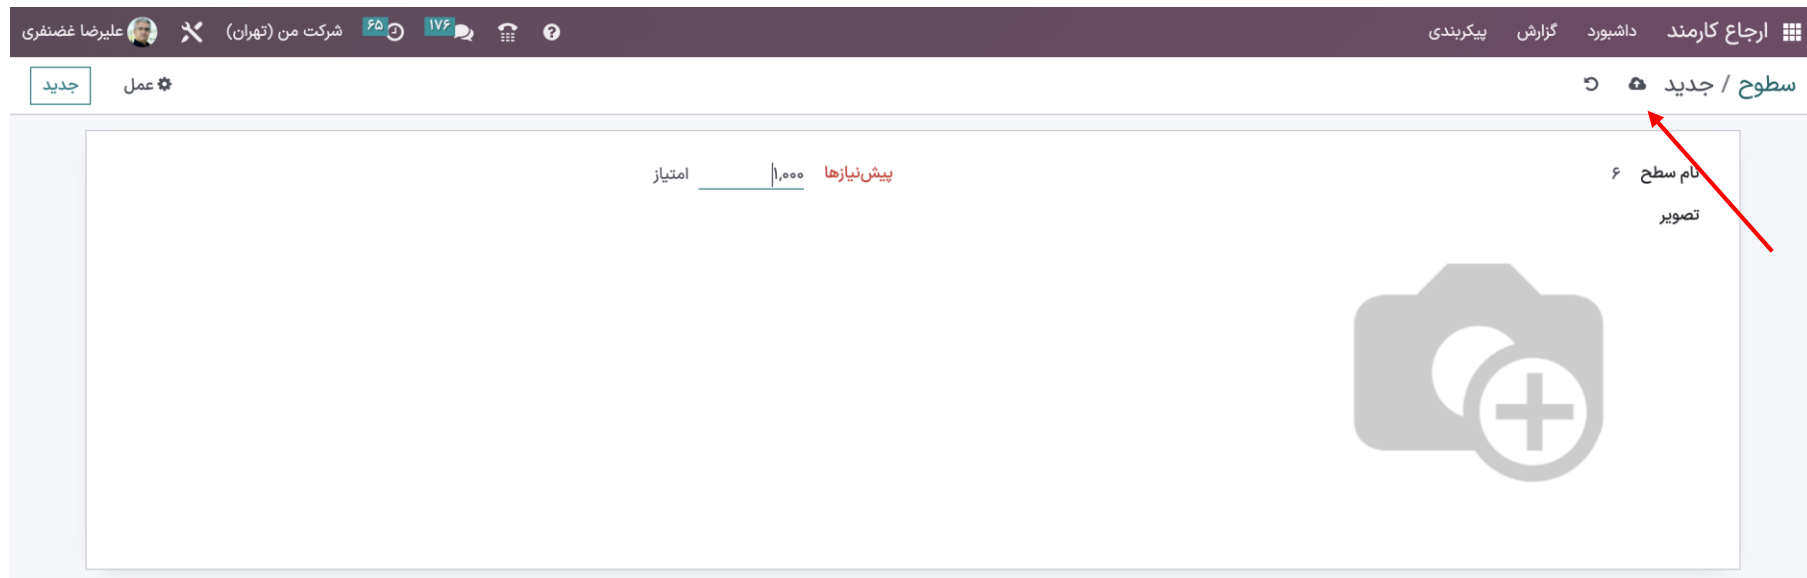 ارجاع کارمند داشبورد گزارش پیکربندی ۱۷۶ ۶۵ شرکت من (تهران) علیرضا غضنفری
سطوح / جدید عمل جدید
نام سطح ۶ پیش‌نیازها ۱,۰۰۰ امتیاز
تصویر